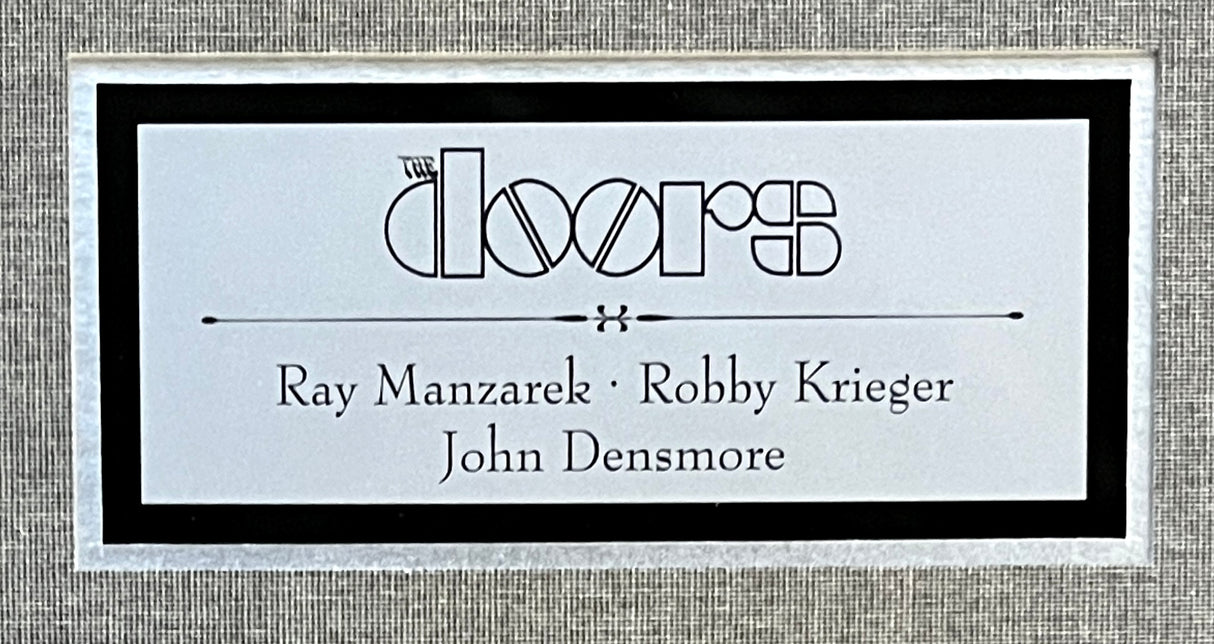 THE doors
Ray Manzarek · Robby Krieger
John Densmore